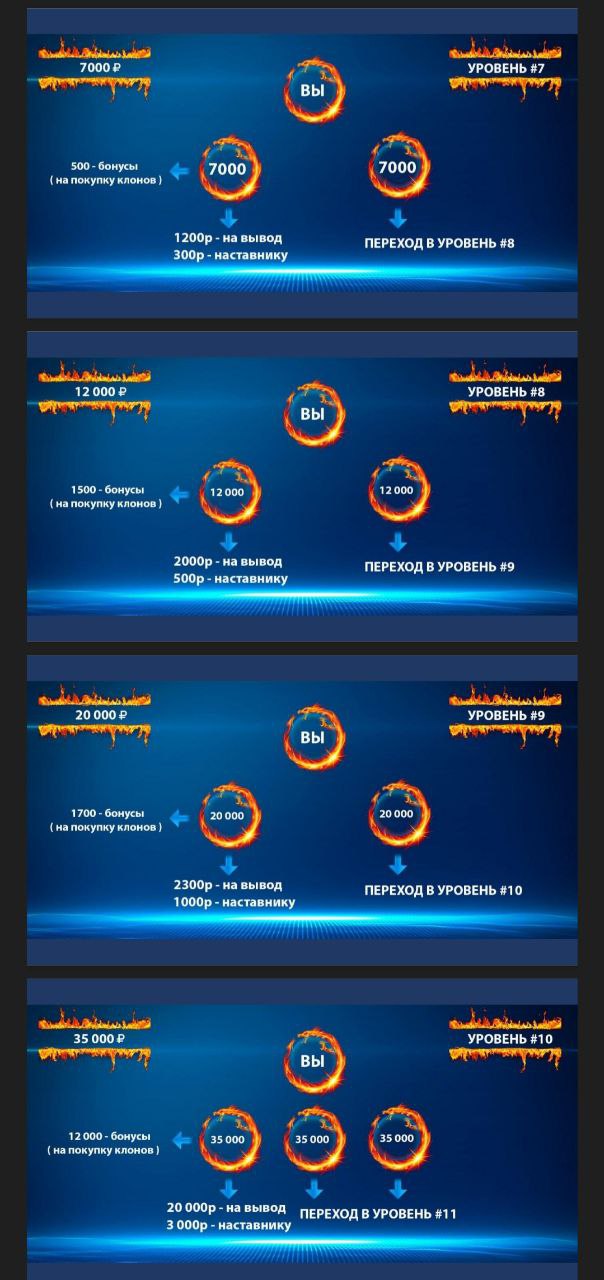 7000 ₽
УРОВЕНЬ #7
ВЫ
7000
7000
500 - бонусы
( на покупку клонов )
1200р - на вывод
300р - наставнику
ПЕРЕХОД В УРОВЕНЬ #8
12 000 ₽
УРОВЕНЬ #8
ВЫ
12 000
12 000
1500 - бонусы
( на покупку клонов )
2000р - на вывод
500р - наставнику
ПЕРЕХОД В УРОВЕНЬ #9
20 000 ₽
УРОВЕНЬ #9
ВЫ
20 000
20 000
1700 - бонусы
( на покупку клонов )
2300р - на вывод
1000р - наставнику
ПЕРЕХОД В УРОВЕНЬ #10
35 000 ₽
УРОВЕНЬ #10
ВЫ
35 000
35 000
35 000
12 000 - бонусы
( на покупку клонов )
20 000р - на вывод
3 000р - наставнику
ПЕРЕХОД В УРОВЕНЬ #11